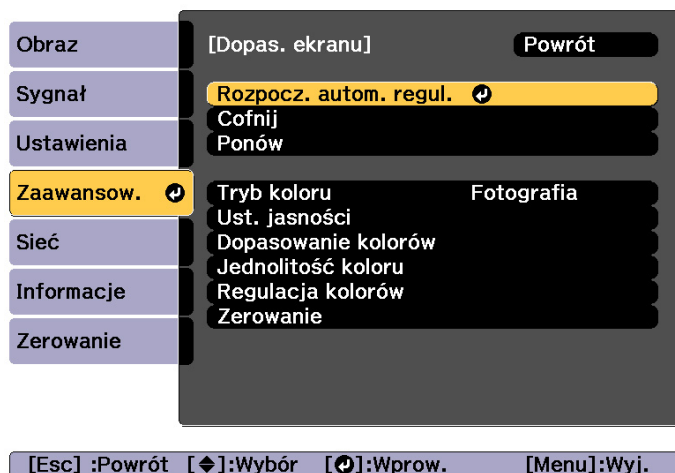 Obraz
Sygnał
Ustawienia
Zaawansow.
Sieć
Informacje
Zerowanie
[Dopas. ekranu] Powrót
Rozpocz. autom. regul.
Cofnij
Ponów
Tryb koloru Fotografia
Ust. jasności
Dopasowanie kolorów
Jednolitość koloru
Regulacja kolorów
Zerowanie
[Esc] :Powrót [◆]:Wybór [⏎]:Wprow. [Menu]:Wyj.